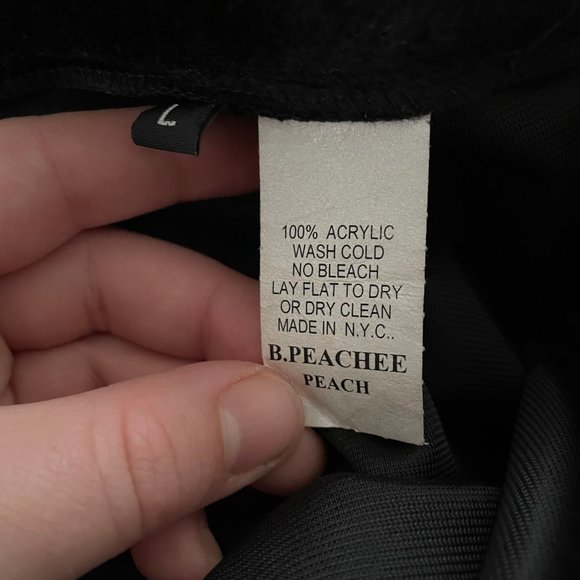 L
100% ACRYLIC
WASH COLD
NO BLEACH
LAY FLAT TO DRY
OR DRY CLEAN
MADE IN N.Y.C..
B.PEACHEE
PEACH